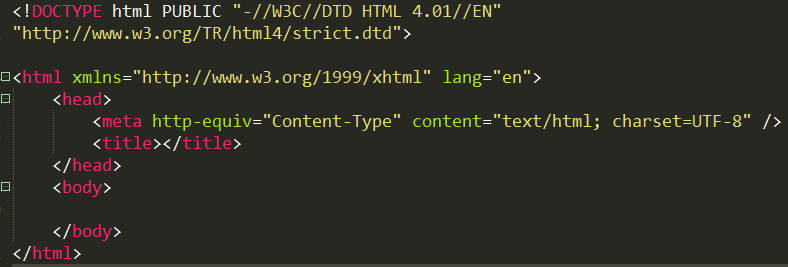 <!DOCTYPE html PUBLIC "-//W3C//DTD HTML 4.01//EN"
"http://www.w3.org/TR/html4/strict.dtd">
<html xmlns="http://www.w3.org/1999/xhtml" lang="en">
<head>
<meta http-equiv="Content-Type" content="text/html; charset=UTF-8" />
<title></title>
</head>
<body>
</body>
</html>